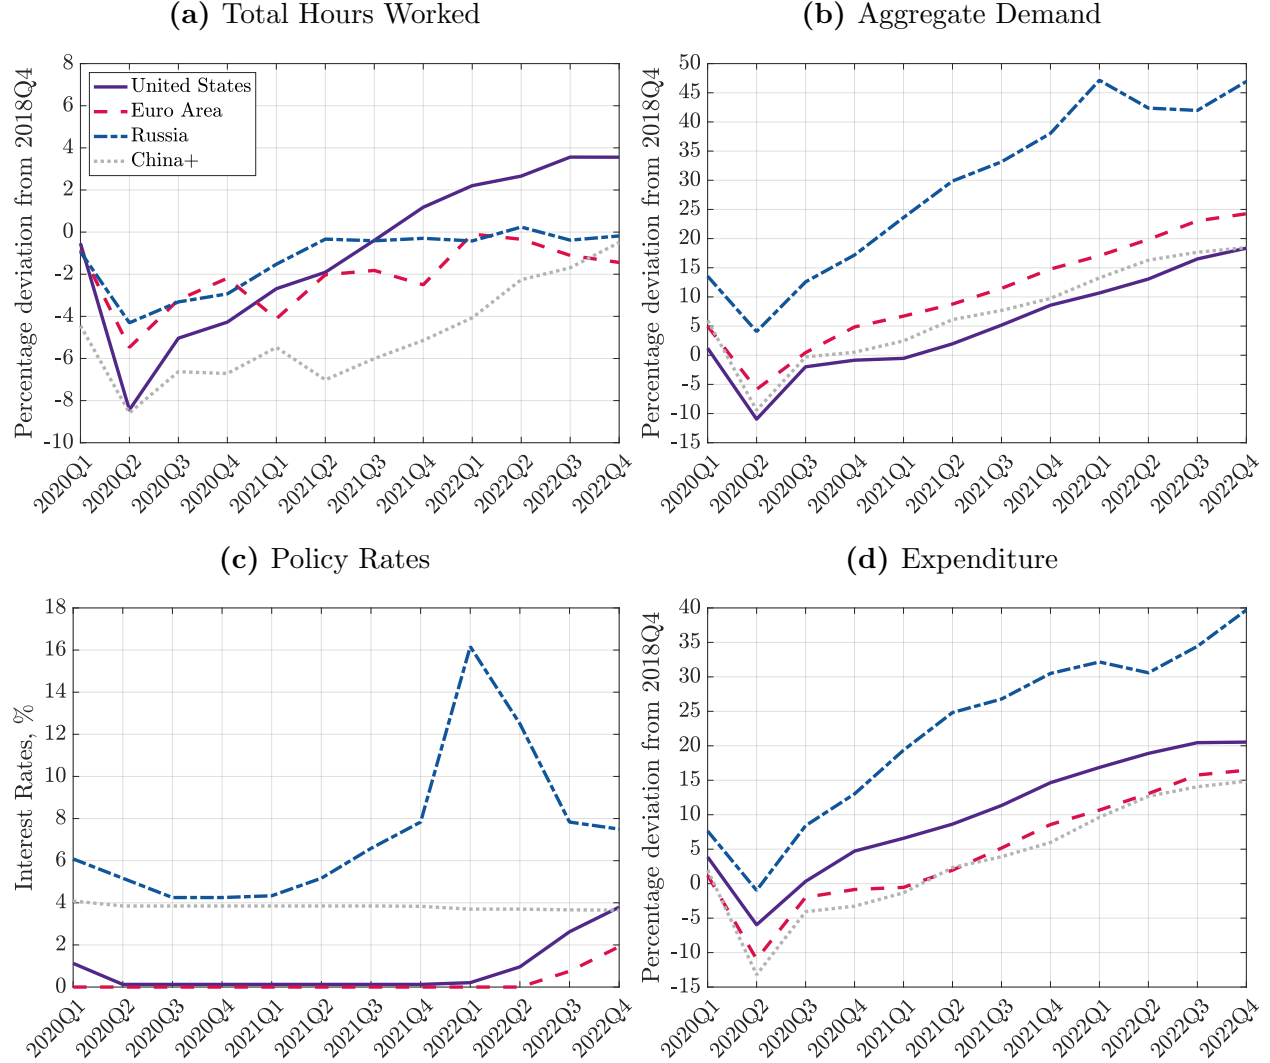 (a) Total Hours Worked
Percentage deviation from 2018Q4
8
6
4
2
0
-2
-4
-6
-8
-10
United States
Euro Area
Russia
China+
2020Q1 2020Q2 2020Q3 2020Q4 2021Q1 2021Q2 2021Q3 2021Q4 2022Q1 2022Q2 2022Q3 2022Q4
(b) Aggregate Demand
Percentage deviation from 2018Q4
50
45
40
35
30
25
20
15
10
5
0
-5
-10
-15
2020Q1 2020Q2 2020Q3 2020Q4 2021Q1 2021Q2 2021Q3 2021Q4 2022Q1 2022Q2 2022Q3 2022Q4
(c) Policy Rates
Interest Rates, %
18
16
14
12
10
8
6
4
2
0
2020Q1 2020Q2 2020Q3 2020Q4 2021Q1 2021Q2 2021Q3 2021Q4 2022Q1 2022Q2 2022Q3 2022Q4
(d) Expenditure
Percentage deviation from 2018Q4
40
35
30
25
20
15
10
5
0
-5
-10
-15
2020Q1 2020Q2 2020Q3 2020Q4 2021Q1 2021Q2 2021Q3 2021Q4 2022Q1 2022Q2 2022Q3 2022Q4